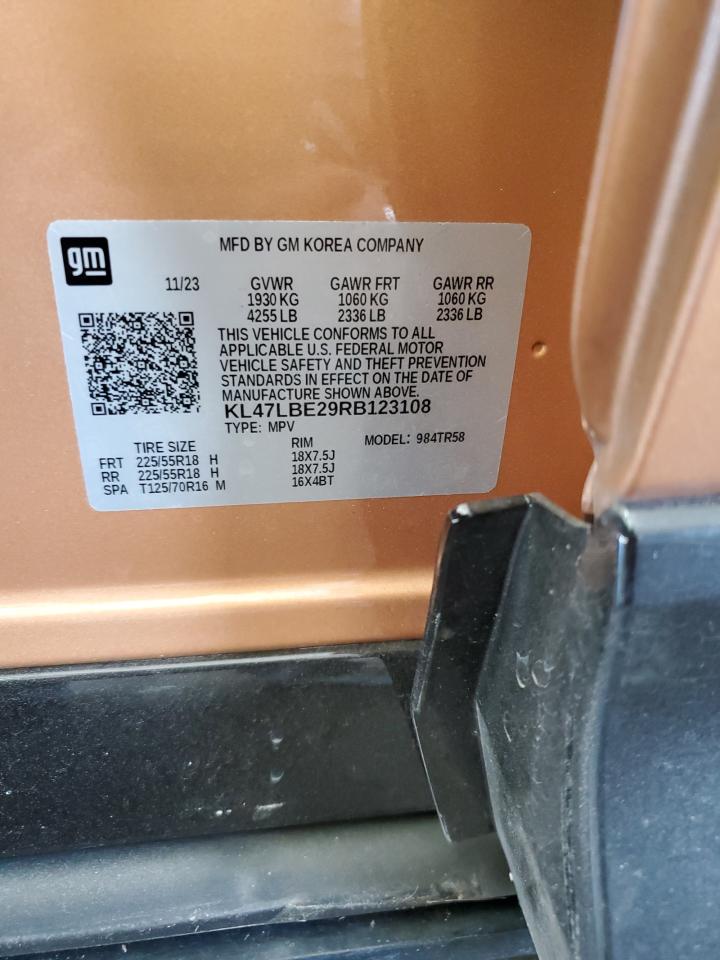 gm
MFD BY GM KOREA COMPANY
11/23 GVWR GAWR FRT GAWR RR
1930 KG 1060 KG 1060 KG
4255 LB 2336 LB 2336 LB
THIS VEHICLE CONFORMS TO ALL
APPLICABLE U.S. FEDERAL MOTOR
VEHICLE SAFETY AND THEFT PREVENTION
STANDARDS IN EFFECT ON THE DATE OF
MANUFACTURE SHOWN ABOVE.
KL47LBE29RB123108
TYPE: MPV MODEL: 984TR58
TIRE SIZE RIM
FRT 225/55R18 H 18X7.5J
RR 225/55R18 H 18X7.5J
SPA T125/70R16 M 16X4BT